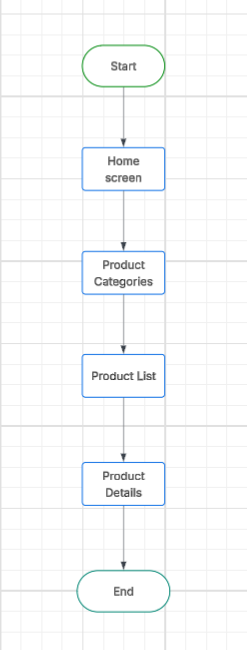 Start
Home
screen
Product
Categories
Product List
Product
Details
End